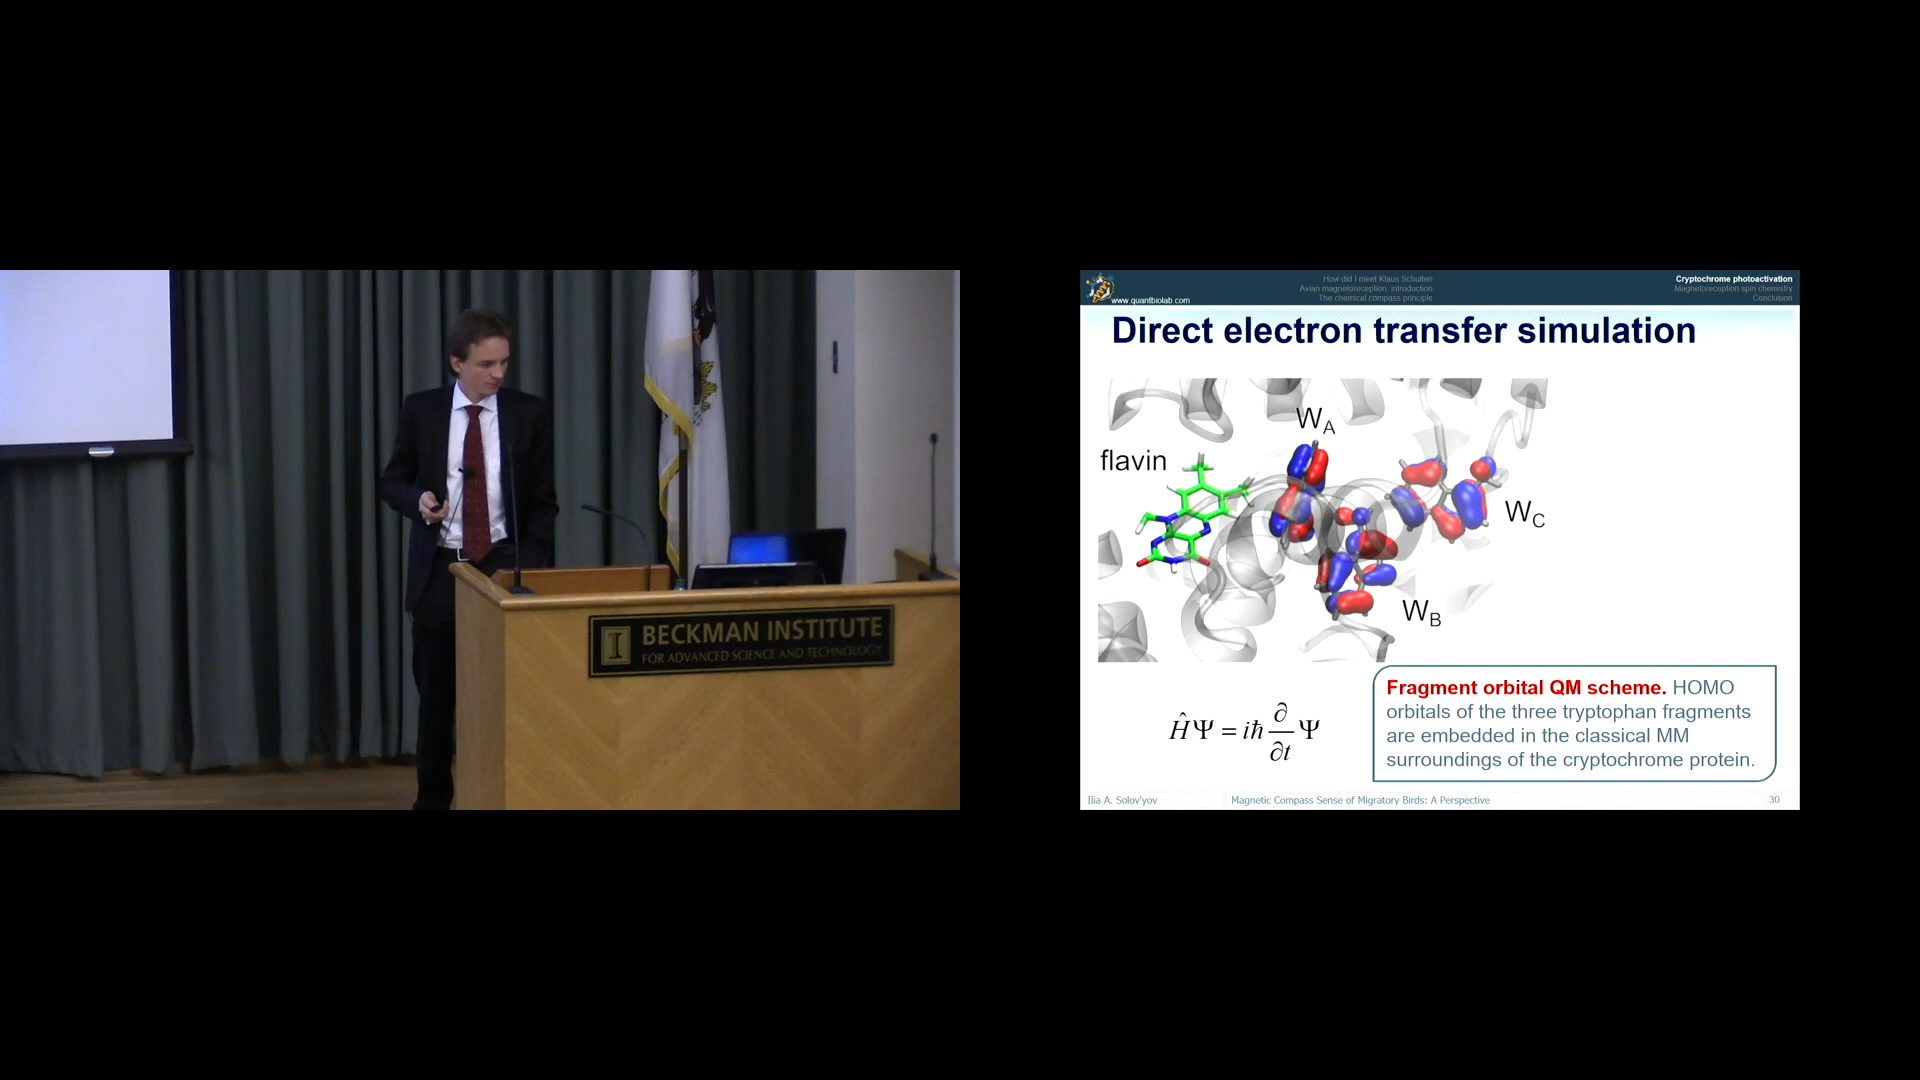 I
BECKMAN INSTITUTE
FOR ADVANCED SCIENCE AND TECHNOLOGY
www.quantbiolab.com
How did I meet Klaus Schulten
Avian magnetoreception: introduction
The chemical compass principle
Cryptochrome photoactivation
Magnetoreception spin chemistry
Conclusion
Direct electron transfer simulation
flavin
W_A
W_C
W_B
ĤΨ = iħ ∂/∂t Ψ
Fragment orbital QM scheme. HOMO
orbitals of the three tryptophan fragments
are embedded in the classical MM
surroundings of the cryptochrome protein.
Ilia A. Solov'yov
Magnetic Compass Sense of Migratory Birds: A Perspective
30